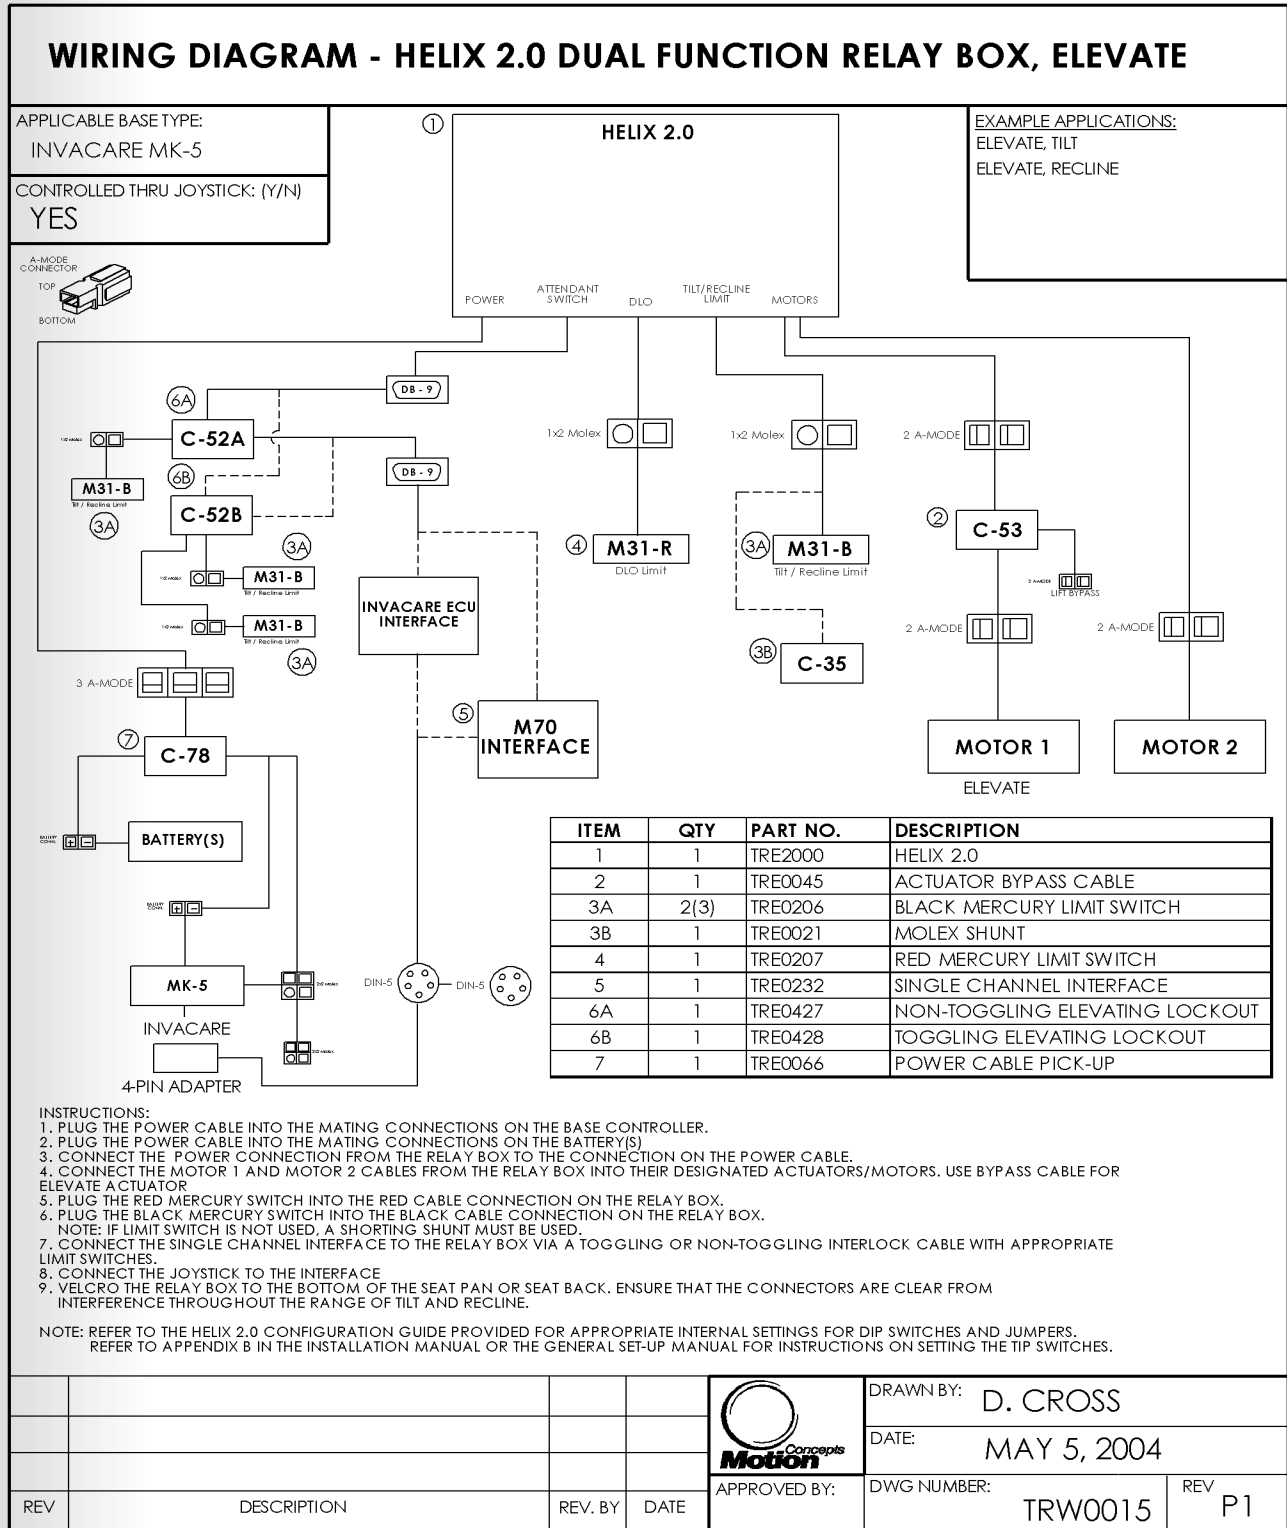 WIRING DIAGRAM - HELIX 2.0 DUAL FUNCTION RELAY BOX, ELEVATE
APPLICABLE BASE TYPE:
INVACARE MK-5
CONTROLLED THRU JOYSTICK: (Y/N)
YES
EXAMPLE APPLICATIONS:
ELEVATE, TILT
ELEVATE, RECLINE
A-MODE
CONNECTOR
TOP
BOTTOM
1
HELIX 2.0
POWER
ATTENDANT
SWITCH
DLO
TILT/RECLINE
LIMIT
MOTORS
DB - 9
6A
C-52A
1x2 Molex
M31-B
Tilt / Recline Limit
3A
6B
C-52B
DB - 9
1x2 Molex
M31-B
Tilt / Recline Limit
3A
1x2 Molex
M31-B
Tilt / Recline Limit
3A
1x2 Molex
4
M31-R
DLO Limit
1x2 Molex
3A
M31-B
Tilt / Recline Limit
3B
C-35
2 A-MODE
2
C-53
2 A-MODE
LIFT BYPASS
2 A-MODE
2 A-MODE
INVACARE ECU
INTERFACE
5
M70
INTERFACE
MOTOR 1
ELEVATE
MOTOR 2
3 A-MODE
7
C-78
BATTERY
CONN.
+ -
BATTERY(S)
BATTERY
CONN.
+ -
MK-5
INVACARE
2x2 Molex
2x2 Molex
4-PIN ADAPTER
DIN-5
DIN-5
ITEM QTY PART NO. DESCRIPTION
1 1 TRE2000 HELIX 2.0
2 1 TRE0045 ACTUATOR BYPASS CABLE
3A 2(3) TRE0206 BLACK MERCURY LIMIT SWITCH
3B 1 TRE0021 MOLEX SHUNT
4 1 TRE0207 RED MERCURY LIMIT SWITCH
5 1 TRE0232 SINGLE CHANNEL INTERFACE
6A 1 TRE0427 NON-TOGGLING ELEVATING LOCKOUT
6B 1 TRE0428 TOGGLING ELEVATING LOCKOUT
7 1 TRE0066 POWER CABLE PICK-UP
INSTRUCTIONS:
1. PLUG THE POWER CABLE INTO THE MATING CONNECTIONS ON THE BASE CONTROLLER.
2. PLUG THE POWER CABLE INTO THE MATING CONNECTIONS ON THE BATTERY(S)
3. CONNECT THE POWER CONNECTION FROM THE RELAY BOX TO THE CONNECTION ON THE POWER CABLE.
4. CONNECT THE MOTOR 1 AND MOTOR 2 CABLES FROM THE RELAY BOX INTO THEIR DESIGNATED ACTUATORS/MOTORS. USE BYPASS CABLE FOR
ELEVATE ACTUATOR
5. PLUG THE RED MERCURY SWITCH INTO THE RED CABLE CONNECTION ON THE RELAY BOX.
6. PLUG THE BLACK MERCURY SWITCH INTO THE BLACK CABLE CONNECTION ON THE RELAY BOX.
NOTE: IF LIMIT SWITCH IS NOT USED, A SHORTING SHUNT MUST BE USED.
7. CONNECT THE SINGLE CHANNEL INTERFACE TO THE RELAY BOX VIA A TOGGLING OR NON-TOGGLING INTERLOCK CABLE WITH APPROPRIATE
LIMIT SWITCHES.
8. CONNECT THE JOYSTICK TO THE INTERFACE
9. VELCRO THE RELAY BOX TO THE BOTTOM OF THE SEAT PAN OR SEAT BACK. ENSURE THAT THE CONNECTORS ARE CLEAR FROM
INTERFERENCE THROUGHOUT THE RANGE OF TILT AND RECLINE.
NOTE: REFER TO THE HELIX 2.0 CONFIGURATION GUIDE PROVIDED FOR APPROPRIATE INTERNAL SETTINGS FOR DIP SWITCHES AND JUMPERS.
REFER TO APPENDIX B IN THE INSTALLATION MANUAL OR THE GENERAL SET-UP MANUAL FOR INSTRUCTIONS ON SETTING THE TIP SWITCHES.
REV DESCRIPTION REV. BY DATE
Motion Concepts
APPROVED BY:
DRAWN BY: D. CROSS
DATE: MAY 5, 2004
DWG NUMBER: TRW0015
REV P1